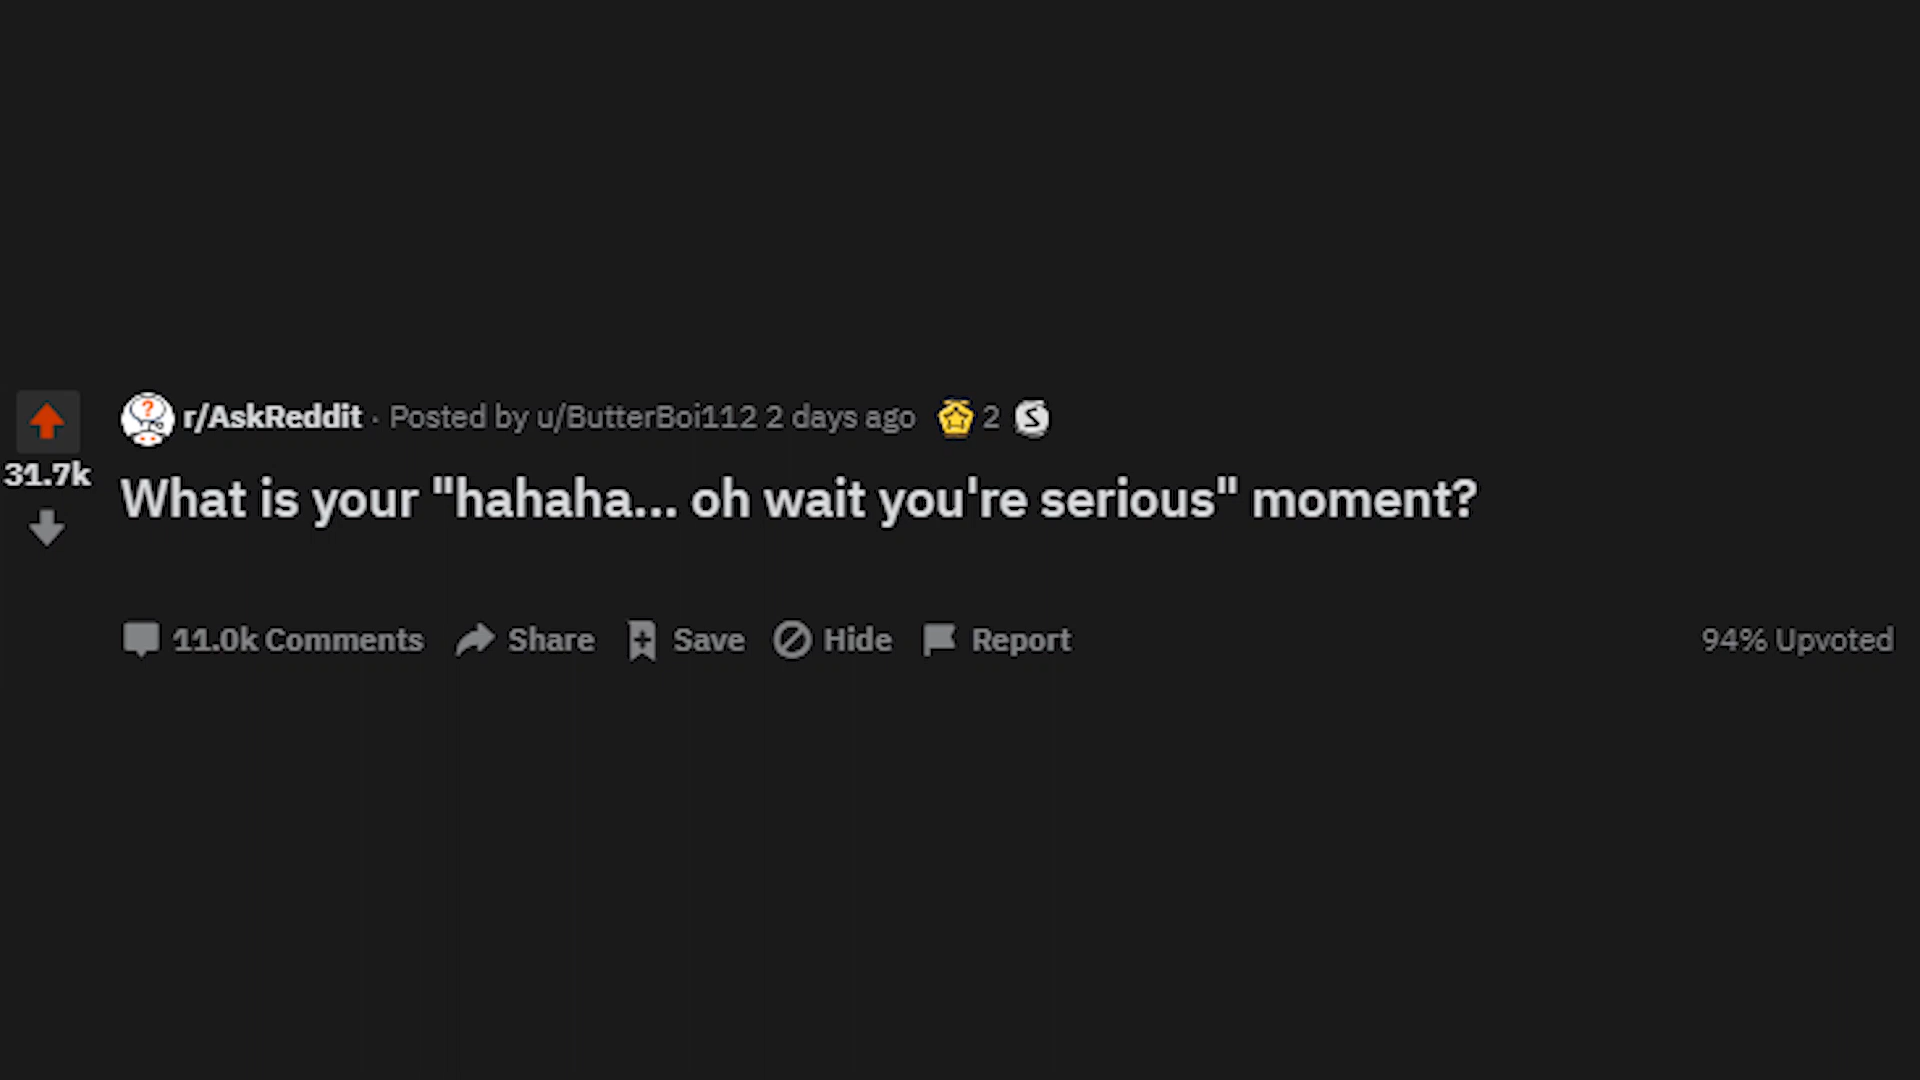 r/AskReddit · Posted by u/ButterBoi112 2 days ago 2 S
31.7k
What is your "hahaha... oh wait you're serious" moment?
11.0k Comments Share Save Hide Report 94% Upvoted